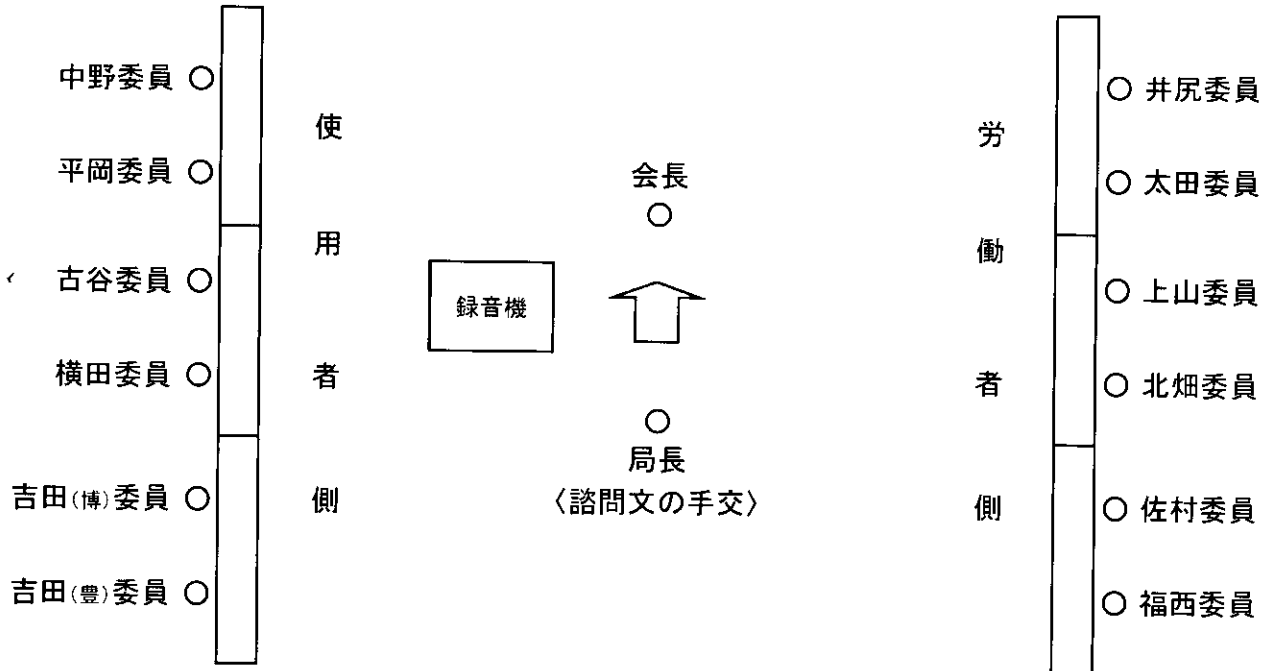 中野委員
平岡委員
古谷委員
横田委員
吉田(博)委員
吉田(豊)委員
使用者側
会長
録音機
局長
〈諮問文の手交〉
労働者側
井尻委員
太田委員
上山委員
北畑委員
佐村委員
福西委員